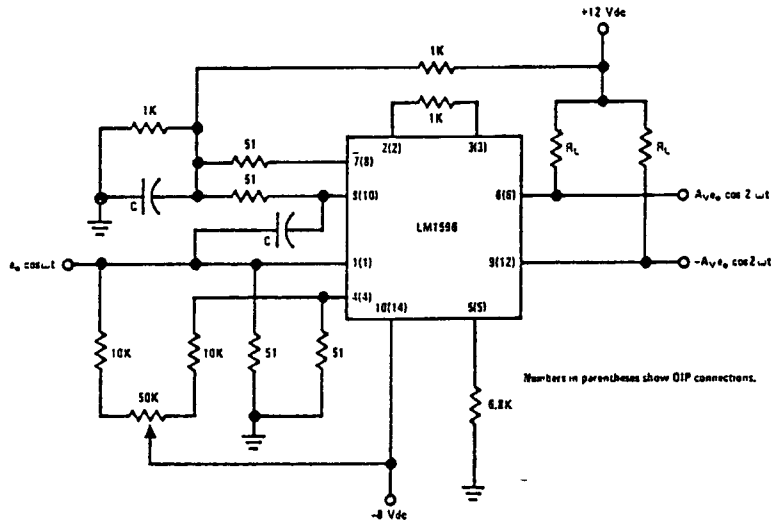 +12 Vdc
1K
1K
1K
2(2)
3(3)
R_L
R_L
51
7(8)
51
C
8(10)
6(6)
A_v e_o cos 2 ωt
LM1596
C
e_o cos ωt
1(1)
9(12)
-A_v e_o cos 2 ωt
4(4)
10(14)
5(5)
10K
10K
51
51
Numbers in parentheses show DIP connections.
50K
6.8K
-8 Vdc